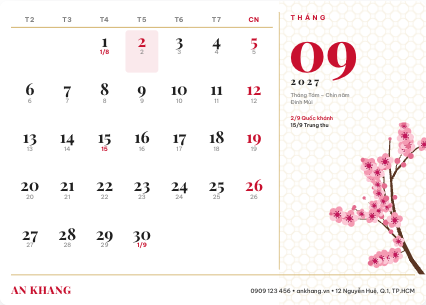 T2 T3 T4 T5 T6 T7 CN
1 2 3 4 5
1/8 2 3 4 5
6 7 8 9 10 11 12
6 7 8 9 10 11 12
13 14 15 16 17 18 19
13 14 15 16 17 18 19
20 21 22 23 24 25 26
20 21 22 23 24 25 26
27 28 29 30
27 28 29 1/9
THÁNG
09
2027
Tháng Tám – Chín năm
Đinh Mùi
2/9 Quốc khánh
15/9 Trung thu
AN KHANG
0909 123 456 • ankhang.vn • 12 Nguyễn Huệ, Q.1, TP.HCM